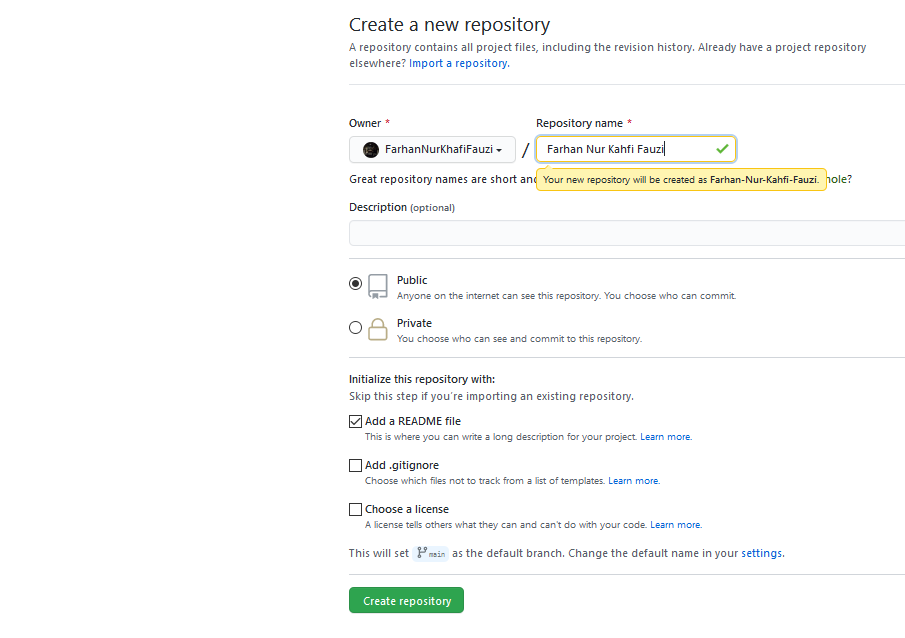 Create a new repository
A repository contains all project files, including the revision history. Already have a project repository
elsewhere? Import a repository.
Owner *
Repository name *
FarhanNurKhafiFauzi
/
Farhan Nur Kahfi Fauzi
Great repository names are short and
Your new repository will be created as Farhan-Nur-Kahfi-Fauzi.
hole?
Description (optional)
Public
Anyone on the internet can see this repository. You choose who can commit.
Private
You choose who can see and commit to this repository.
Initialize this repository with:
Skip this step if you're importing an existing repository.
Add a README file
This is where you can write a long description for your project. Learn more.
Add .gitignore
Choose which files not to track from a list of templates. Learn more.
Choose a license
A license tells others what they can and can't do with your code. Learn more.
This will set main as the default branch. Change the default name in your settings.
Create repository